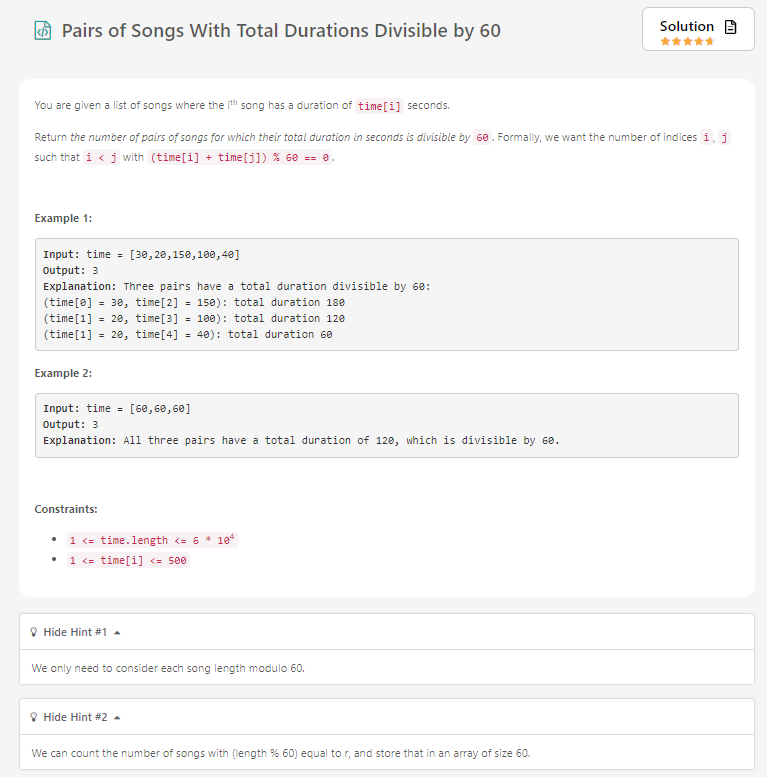 Pairs of Songs With Total Durations Divisible by 60
Solution
You are given a list of songs where the ith song has a duration of time[i] seconds.
Return the number of pairs of songs for which their total duration in seconds is divisible by 60. Formally, we want the number of indices i, j
such that i < j with (time[i] + time[j]) % 60 == 0.
Example 1:
Input: time = [30,20,150,100,40]
Output: 3
Explanation: Three pairs have a total duration divisible by 60:
(time[0] = 30, time[2] = 150): total duration 180
(time[1] = 20, time[3] = 100): total duration 120
(time[1] = 20, time[4] = 40): total duration 60
Example 2:
Input: time = [60,60,60]
Output: 3
Explanation: All three pairs have a total duration of 120, which is divisible by 60.
Constraints:
1 <= time.length <= 6 * 10⁴
1 <= time[i] <= 500
Hide Hint #1
We only need to consider each song length modulo 60.
Hide Hint #2
We can count the number of songs with (length % 60) equal to r, and store that in an array of size 60.